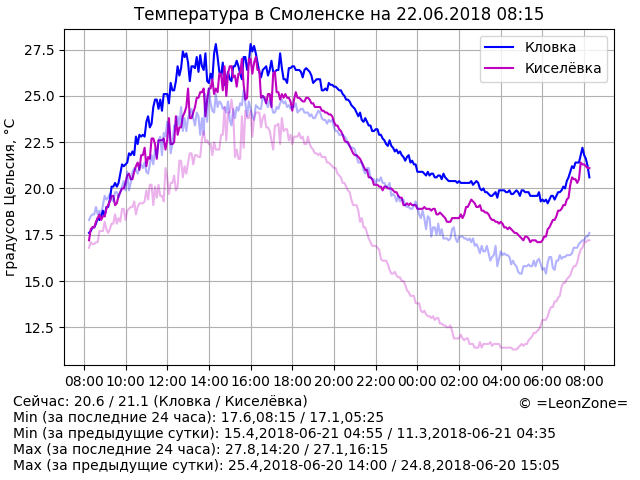 Температура в Смоленске на 22.06.2018 08:15
Кловка
Киселёвка
градусов Цельсия, °C
27.5
25.0
22.5
20.0
17.5
15.0
12.5
08:00 10:00 12:00 14:00 16:00 18:00 20:00 22:00 00:00 02:00 04:00 06:00 08:00
Сейчас: 20.6 / 21.1 (Кловка / Киселёвка)
© =LeonZone=
Min (за последние 24 часа): 17.6,08:15 / 17.1,05:25
Min (за предыдущие сутки): 15.4,2018-06-21 04:55 / 11.3,2018-06-21 04:35
Max (за последние 24 часа): 27.8,14:20 / 27.1,16:15
Max (за предыдущие сутки): 25.4,2018-06-20 14:00 / 24.8,2018-06-20 15:05